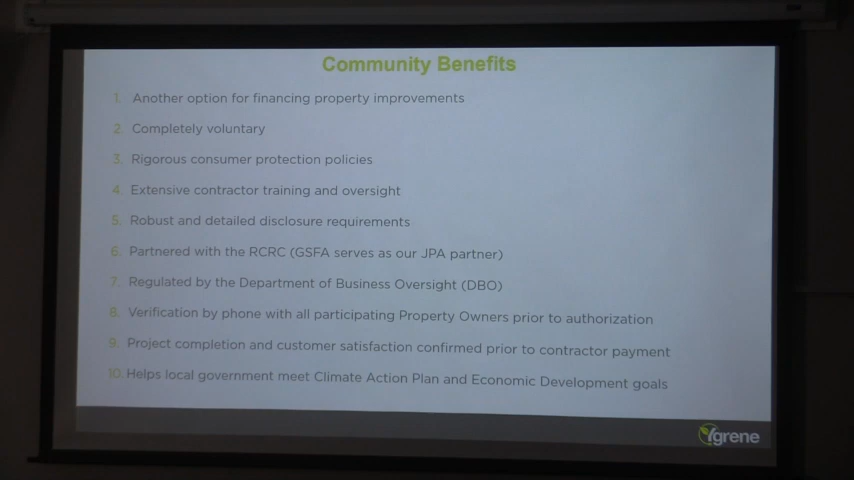 Community Benefits
1. Another option for financing property improvements
2. Completely voluntary
3. Rigorous consumer protection policies
4. Extensive contractor training and oversight
5. Robust and detailed disclosure requirements
6. Partnered with the RCRC (GSFA serves as our JPA partner)
7. Regulated by the Department of Business Oversight (DBO)
8. Verification by phone with all participating Property Owners prior to authorization
9. Project completion and customer satisfaction confirmed prior to contractor payment
10. Helps local government meet Climate Action Plan and Economic Development goals
Ygrene